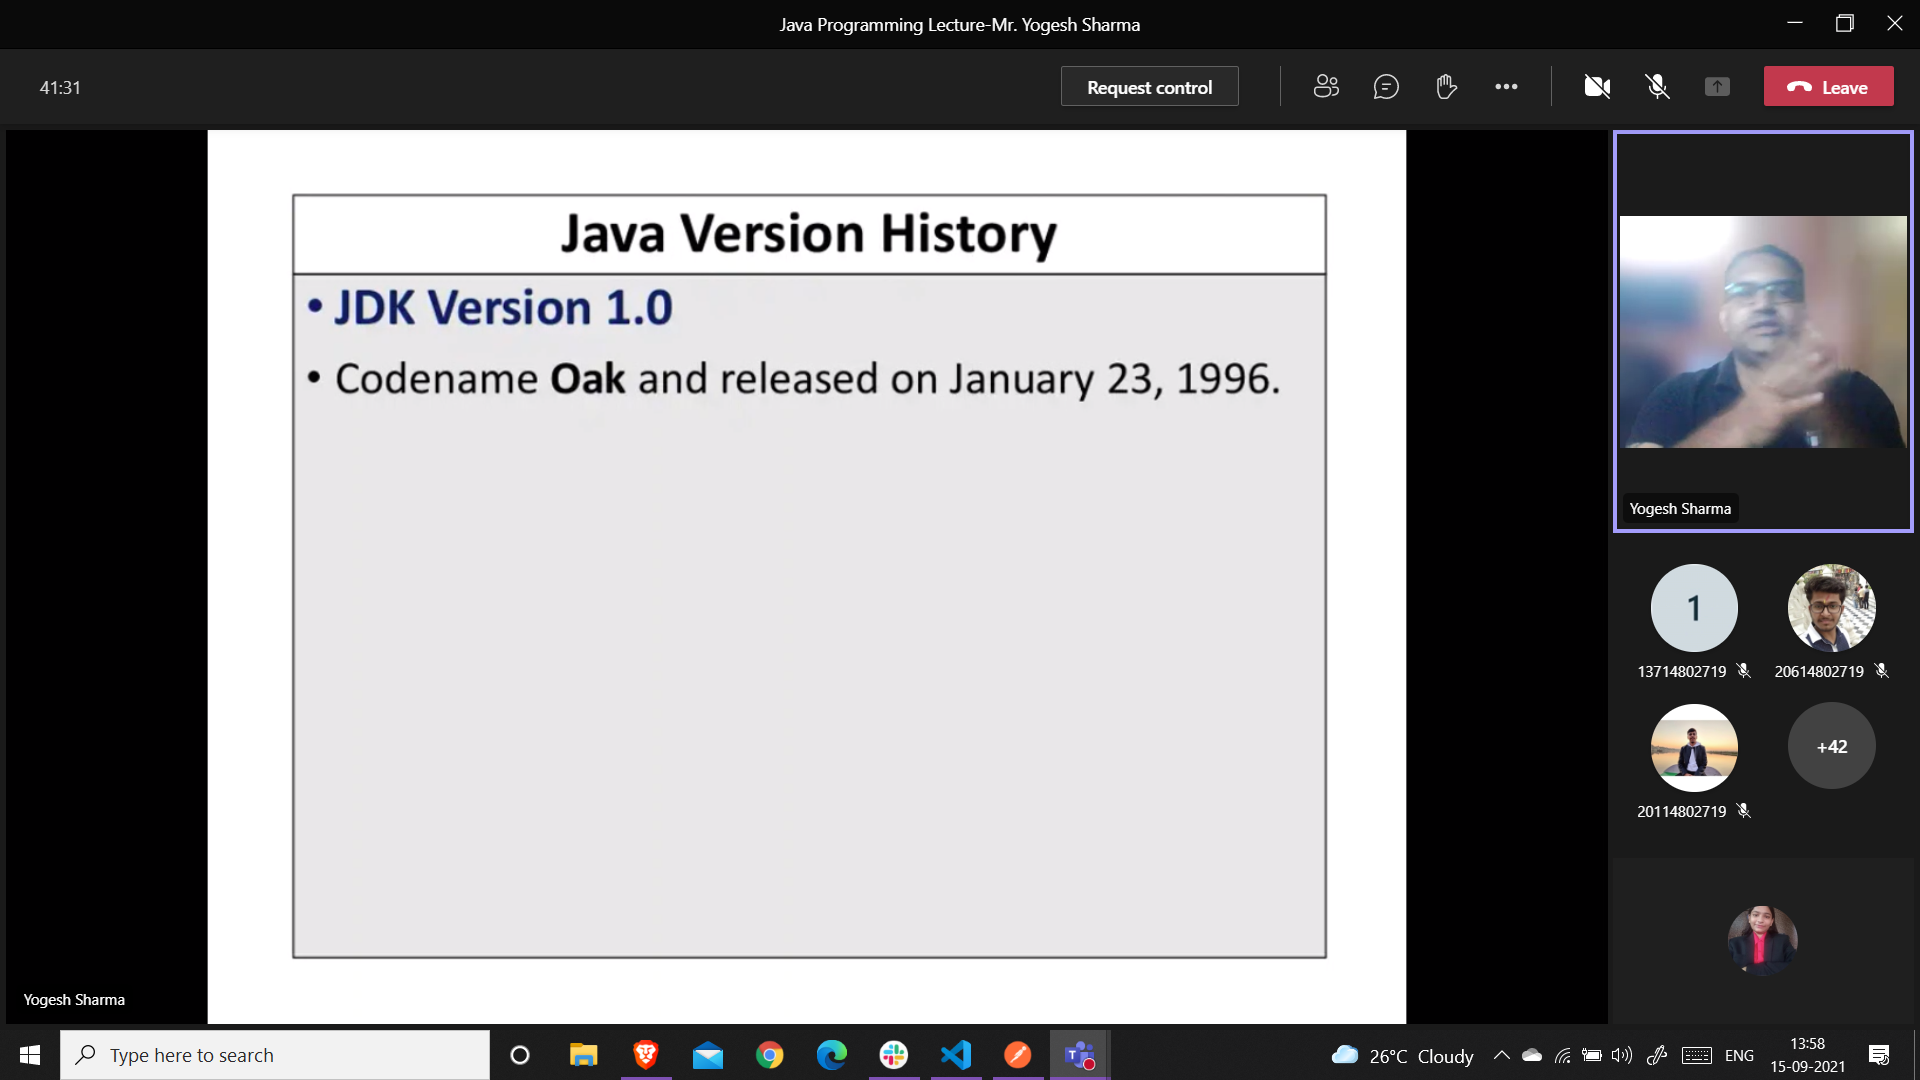 Java Programming Lecture-Mr. Yogesh Sharma
41:31
Request control
Leave
Java Version History
• JDK Version 1.0
• Codename Oak and released on January 23, 1996.
Yogesh Sharma
Yogesh Sharma
1
13714802719
20614802719
20114802719
+42
Type here to search
26°C Cloudy
ENG
13:58
15-09-2021